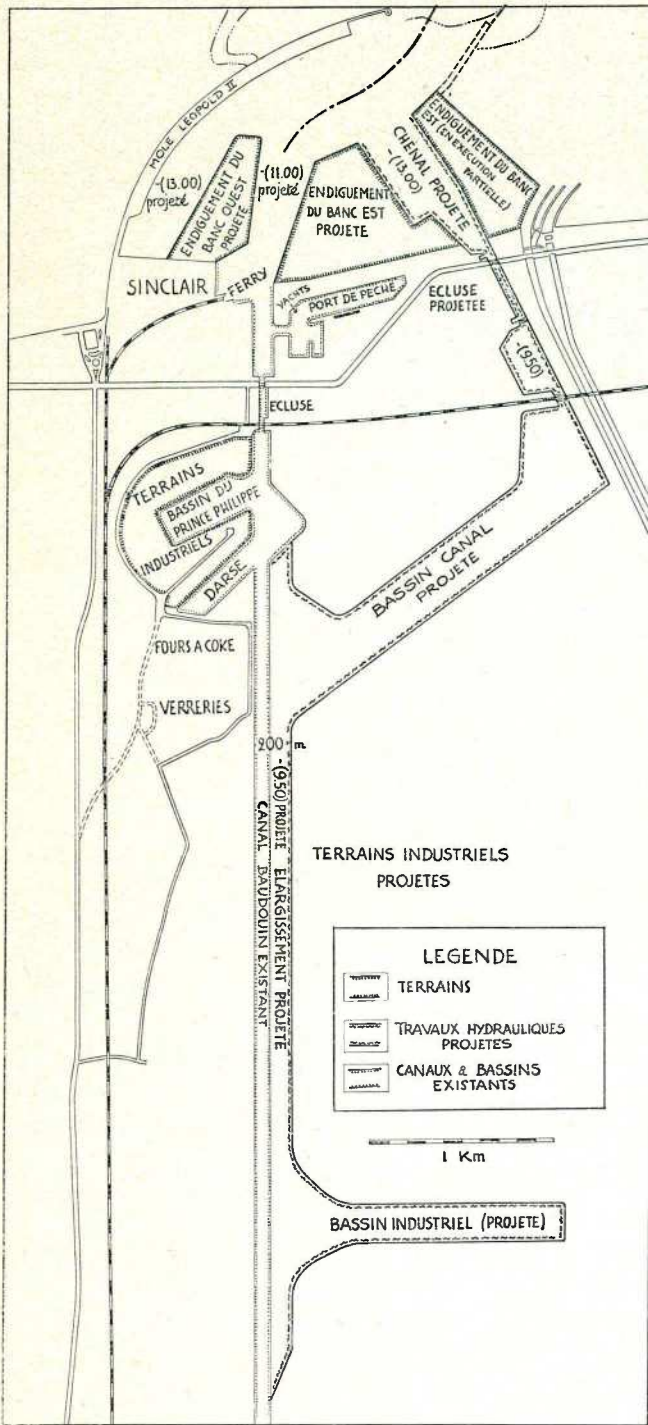 MOLE LEOPOLD II
-(13.00)
projeté
ENDIGUEMENT DU
BANC OUEST
PROJETE
-(11.00)
projeté
ENDIGUEMENT
DU BANC EST
PROJETE
CHENAL PROJETE
-(13.00)
ENDIGUEMENT DU BANC
EST (EN EXECUTION
PARTIELLE)
SINCLAIR
FERRY
YACHTS
PORT DE PECHE
ECLUSE
PROJETEE
-(9.50)
ECLUSE
TERRAINS
BASSIN DU
PRINCE PHILIPPE
INDUSTRIELS
DARSE
BASSIN CANAL
PROJETE
FOURS A COKE
VERRERIES
200 m
-(9.50) PROJETE ELARGISSEMENT PROJETE
CANAL BAUDOUIN EXISTANT
TERRAINS INDUSTRIELS
PROJETES
LEGENDE
TERRAINS
TRAVAUX HYDRAULIQUES
PROJETES
CANAUX & BASSINS
EXISTANTS
1 Km
BASSIN INDUSTRIEL (PROJETE)